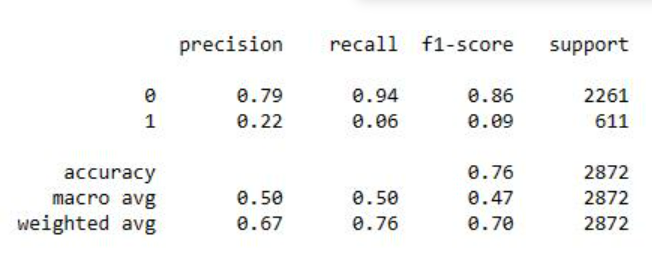 precision recall f1-score support
0 0.79 0.94 0.86 2261
1 0.22 0.06 0.09 611
accuracy 0.76 2872
macro avg 0.50 0.50 0.47 2872
weighted avg 0.67 0.76 0.70 2872